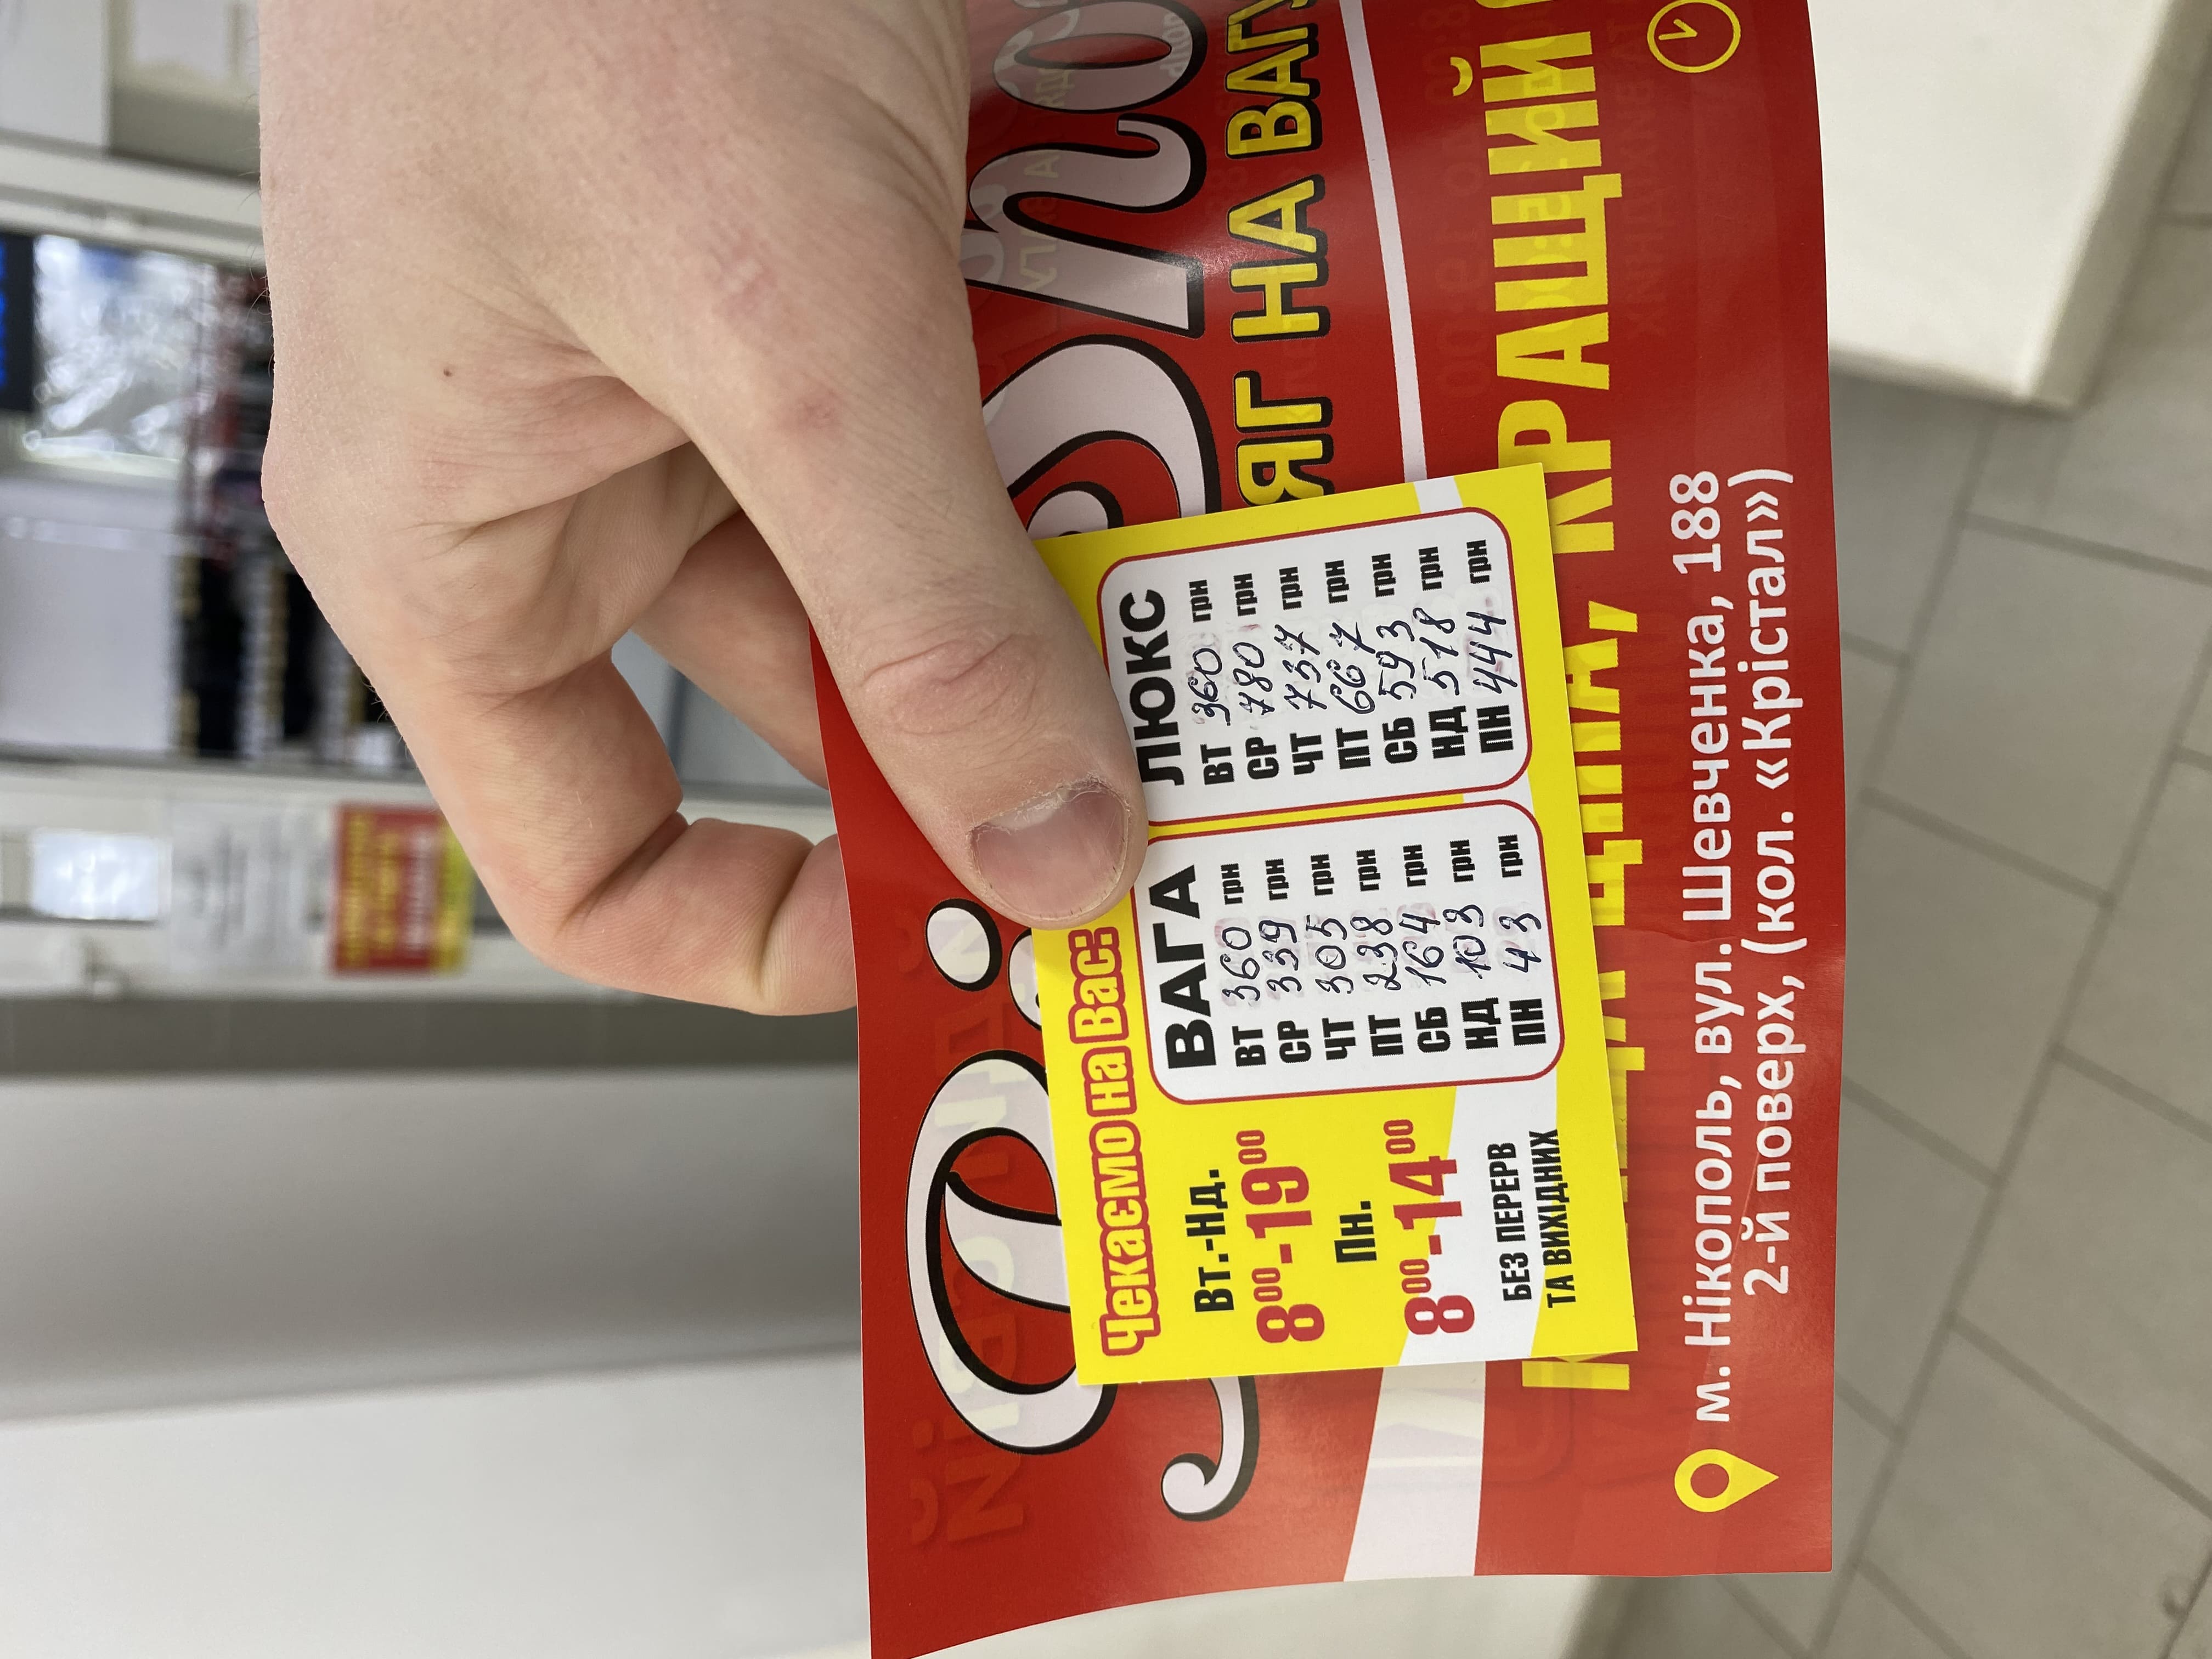 Чекаємо на Вас:
Вт.-Нд.
8⁰⁰-19⁰⁰
Пн.
8⁰⁰-14⁰⁰
БЕЗ ПЕРЕРВ
ТА ВИХІДНИХ
ВАГА
ВТ 360 грн
СР 339 грн
ЧТ 305 грн
ПТ 238 грн
СБ 164 грн
НД 103 грн
ПН 43 грн
ЛЮКС
ВТ 360 грн
СР 780 грн
ЧТ 737 грн
ПТ 667 грн
СБ 593 грн
НД 518 грн
ПН 444 грн
Sho
ЯГ НА ВАГУ
ЦІНА, КРАЩИЙ
м. Нікополь, вул. Шевченка, 188
2-й поверх, (кол. «Крістал»)